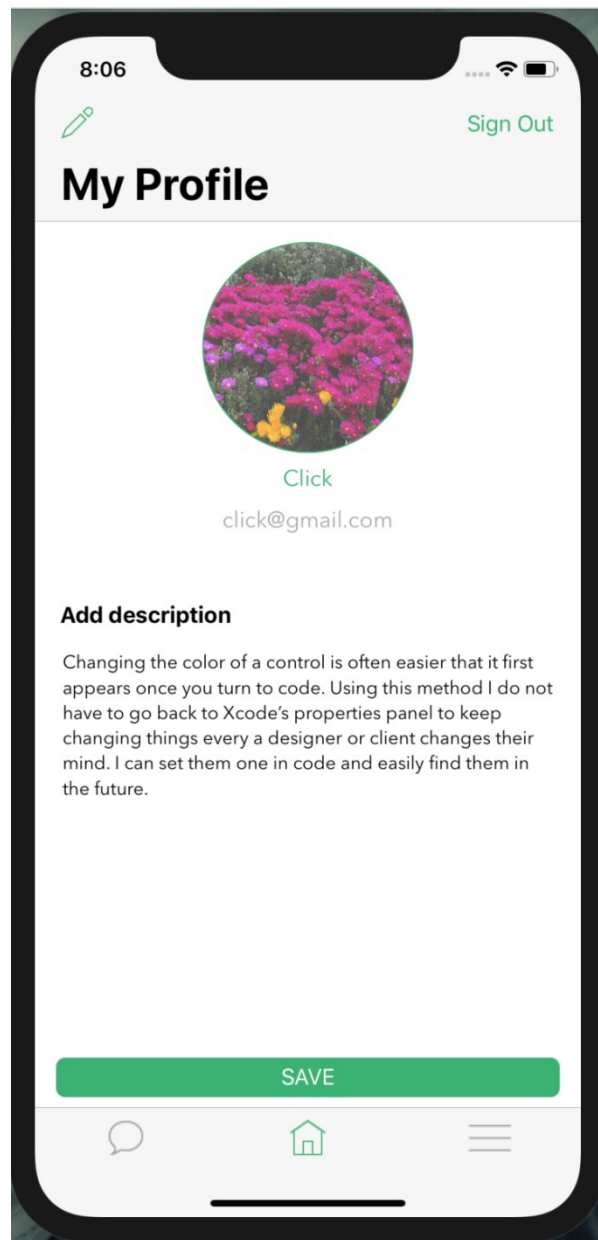 8:06
Sign Out
My Profile
Click
click@gmail.com
Add description
Changing the color of a control is often easier that it first
appears once you turn to code. Using this method I do not
have to go back to Xcode’s properties panel to keep
changing things every a designer or client changes their
mind. I can set them one in code and easily find them in
the future.
SAVE